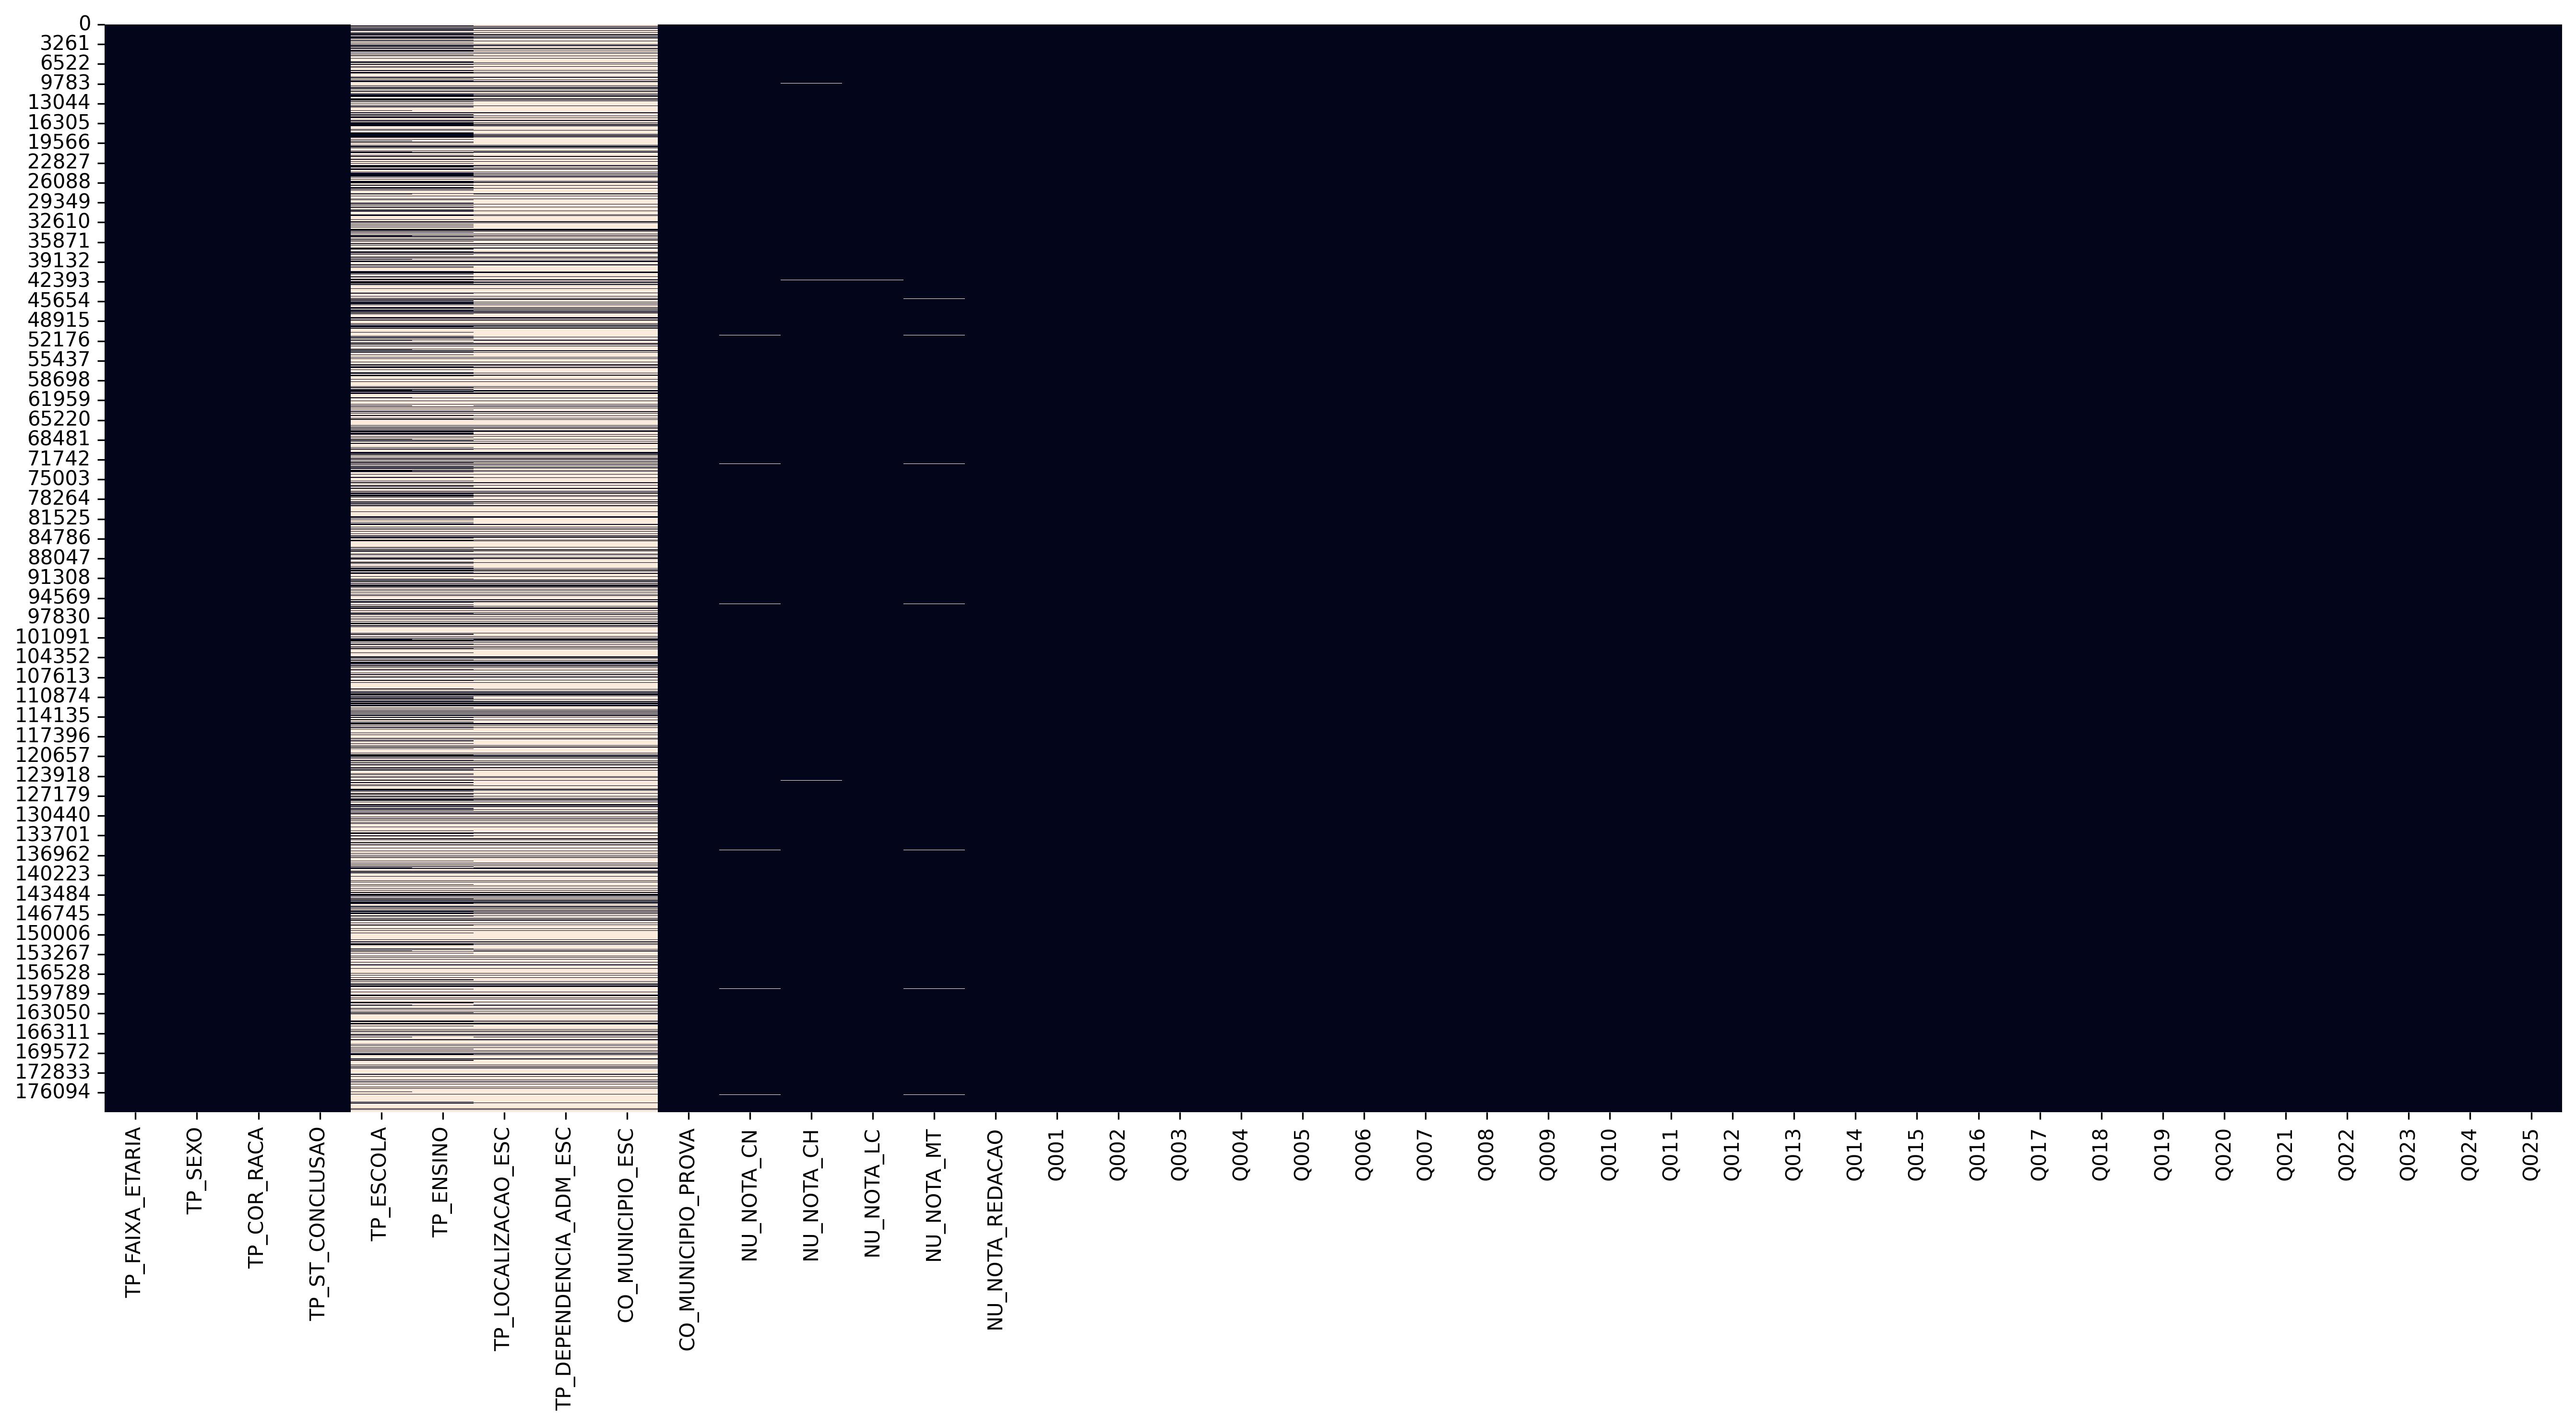 0
3261
6522
9783
13044
16305
19566
22827
26088
29349
32610
35871
39132
42393
45654
48915
52176
55437
58698
61959
65220
68481
71742
75003
78264
81525
84786
88047
91308
94569
97830
101091
104352
107613
110874
114135
117396
120657
123918
127179
130440
133701
136962
140223
143484
146745
150006
153267
156528
159789
163050
166311
169572
172833
176094
TP_FAIXA_ETARIA
TP_SEXO
TP_COR_RACA
TP_ST_CONCLUSAO
TP_ESCOLA
TP_ENSINO
TP_LOCALIZACAO_ESC
TP_DEPENDENCIA_ADM_ESC
CO_MUNICIPIO_ESC
CO_MUNICIPIO_PROVA
NU_NOTA_CN
NU_NOTA_CH
NU_NOTA_LC
NU_NOTA_MT
NU_NOTA_REDACAO
Q001
Q002
Q003
Q004
Q005
Q006
Q007
Q008
Q009
Q010
Q011
Q012
Q013
Q014
Q015
Q016
Q017
Q018
Q019
Q020
Q021
Q022
Q023
Q024
Q025